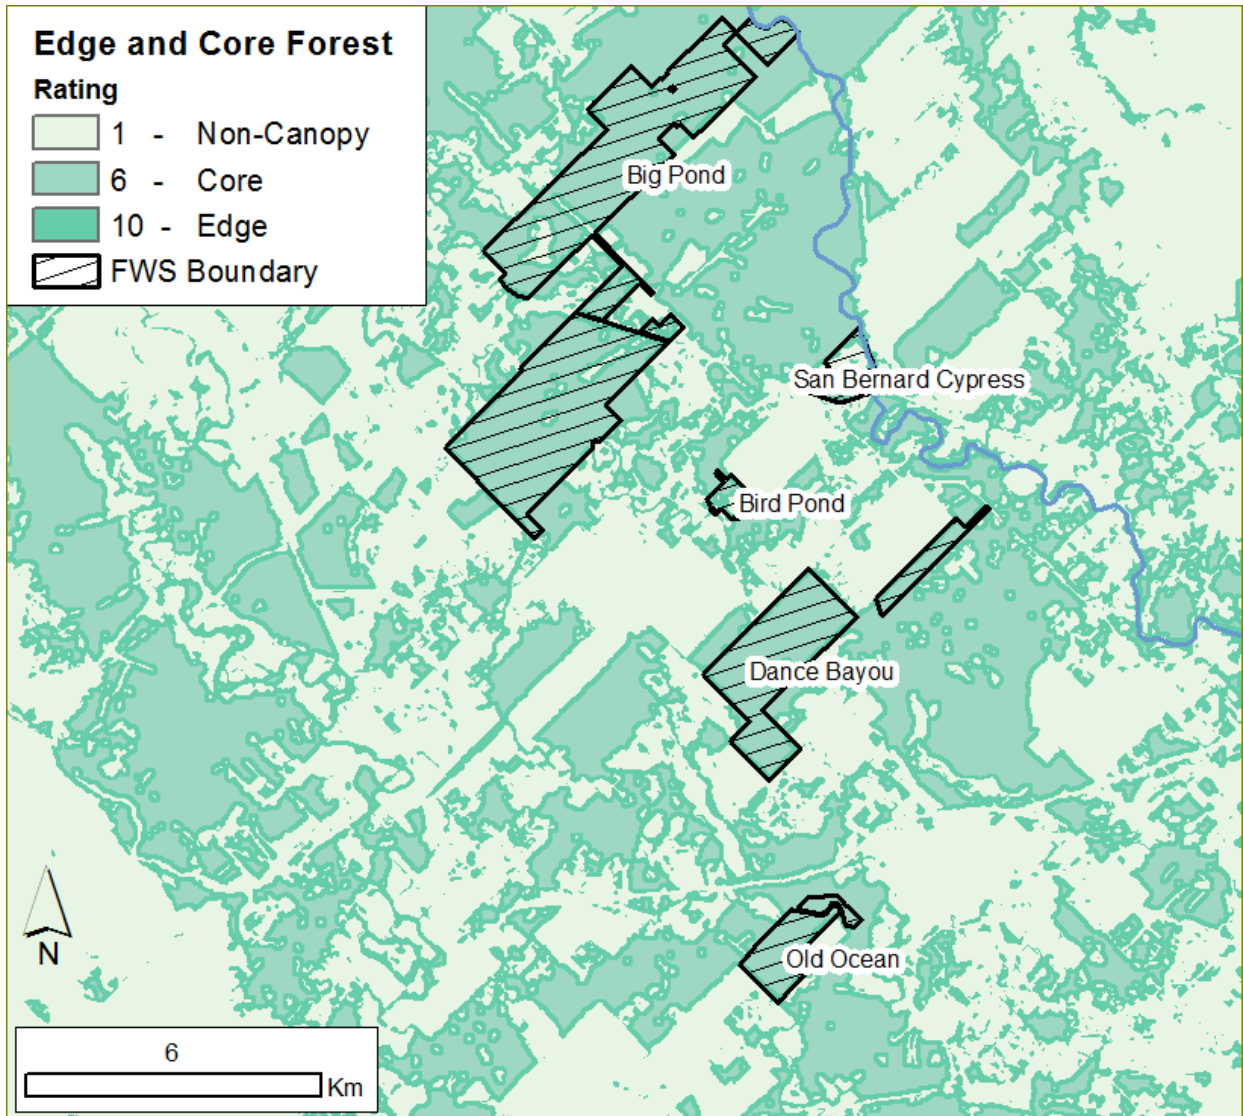 Edge and Core Forest
Rating
1 - Non-Canopy
6 - Core
10 - Edge
FWS Boundary
Big Pond
San Bernard Cypress
Bird Pond
Dance Bayou
Old Ocean
N
6
Km